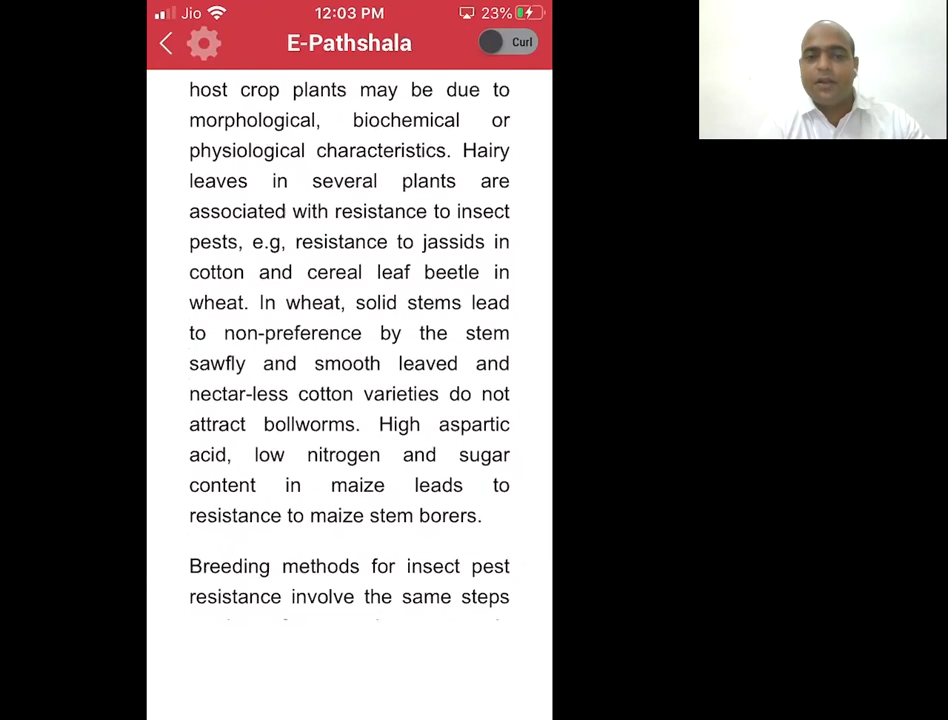 Jio 12:03 PM 23%
E-Pathshala Curl
host crop plants may be due to
morphological, biochemical or
physiological characteristics. Hairy
leaves in several plants are
associated with resistance to insect
pests, e.g, resistance to jassids in
cotton and cereal leaf beetle in
wheat. In wheat, solid stems lead
to non-preference by the stem
sawfly and smooth leaved and
nectar-less cotton varieties do not
attract bollworms. High aspartic
acid, low nitrogen and sugar
content in maize leads to
resistance to maize stem borers.
Breeding methods for insect pest
resistance involve the same steps